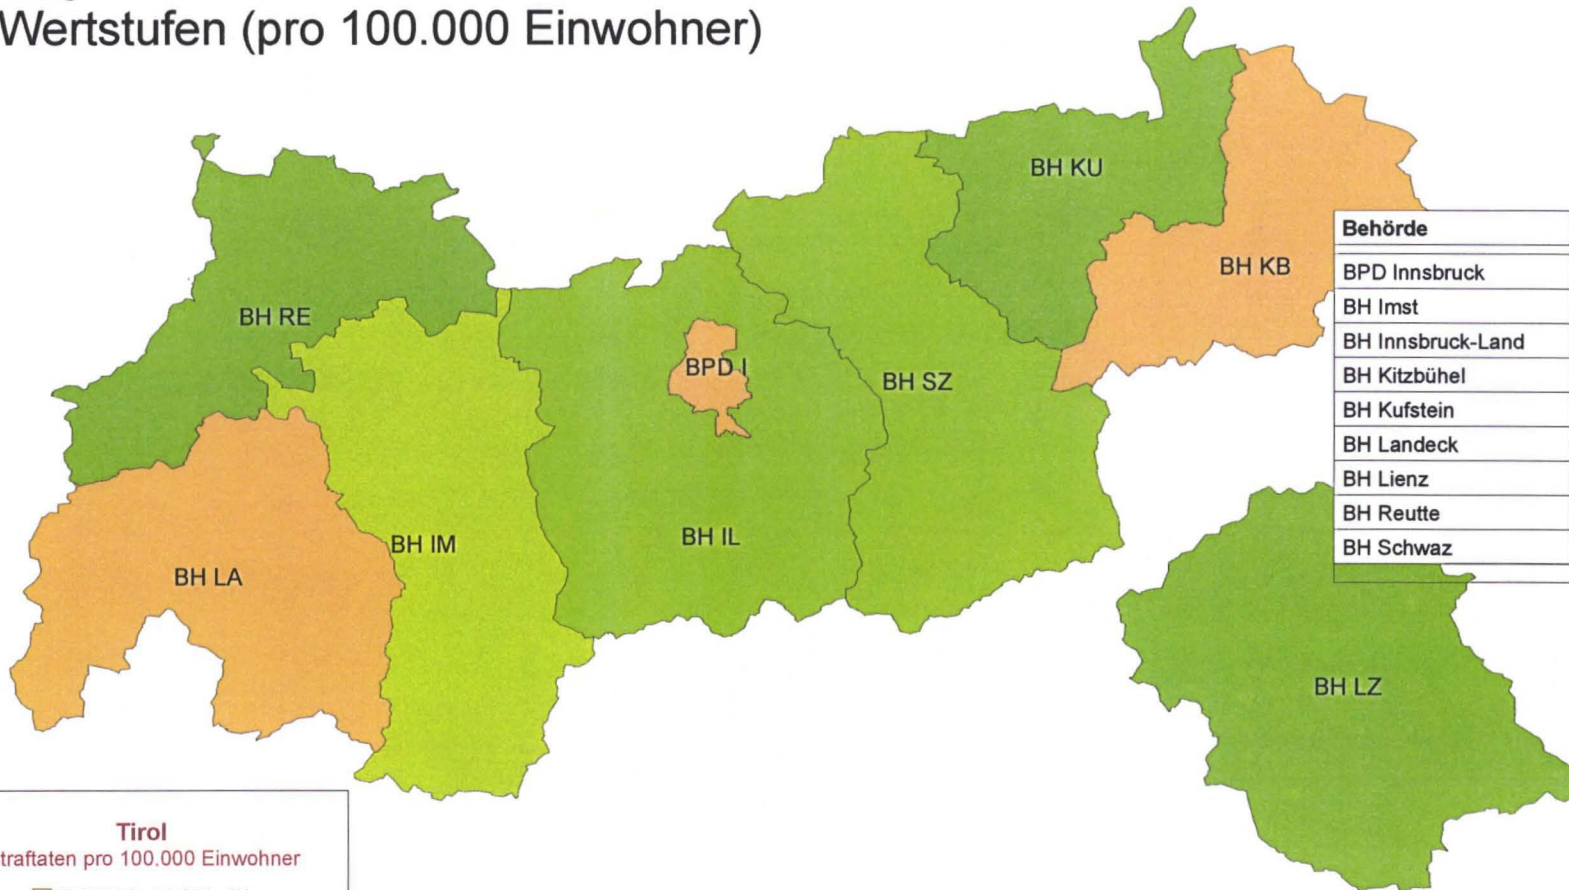 Wertstufen (pro 100.000 Einwohner)
BH KU
BH KB
BH RE
BPD I
BH SZ
BH IM
BH IL
BH LA
BH LZ
Behörde
BPD Innsbruck
BH Imst
BH Innsbruck-Land
BH Kitzbühel
BH Kufstein
BH Landeck
BH Lienz
BH Reutte
BH Schwaz
Tirol
traftaten pro 100.000 Einwohner